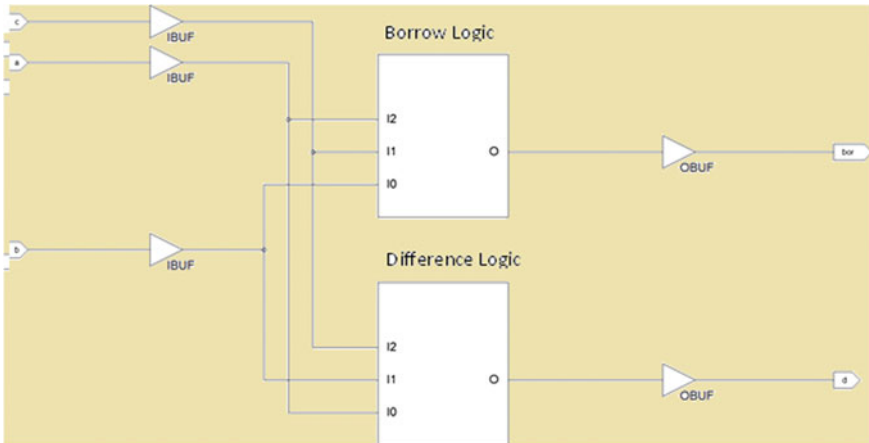 c
IBUF
Borrow Logic
a
IBUF
I2
I1
O
bor
I0
OBUF
b
IBUF
Difference Logic
I2
I1
O
d
I0
OBUF